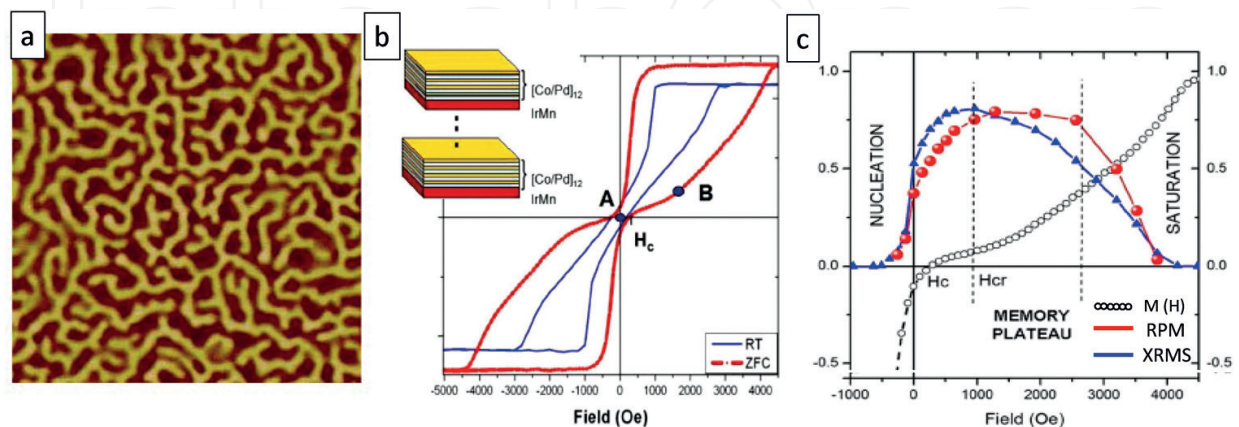 a
b
[Co/Pd]12
IrMn
[Co/Pd]12
IrMn
A
B
Hc
RT
ZFC
-5000 -4000 -3000 -2000 -1000 0 1000 2000 3000 4000
Field (Oe)
c
1.0
0.5
0.0
-0.5
NUCLEATION
SATURATION
1.0
0.5
0.0
-0.5
Hc
Hcr
MEMORY
PLATEAU
M (H)
RPM
XRMS
-1000 0 1000 2000 3000 4000
Field (Oe)